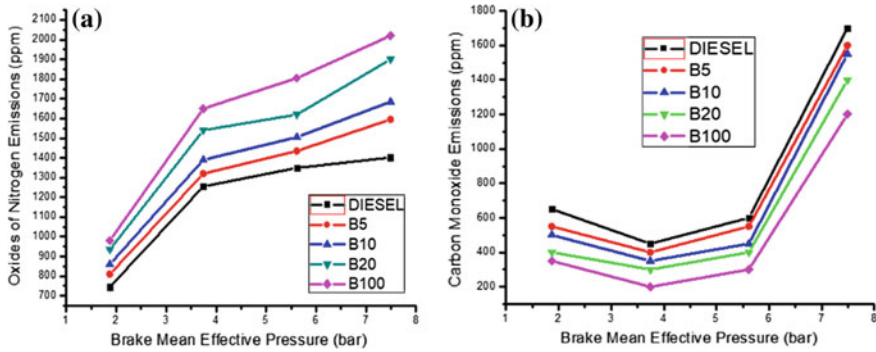 (a)
Oxides of Nitrogen Emissions (ppm)
2100
2000
1900
1800
1700
1600
1500
1400
1300
1200
1100
1000
900
800
700
DIESEL
B5
B10
B20
B100
1 2 3 4 5 6 7 8
Brake Mean Effective Pressure (bar)
(b)
Carbon Monoxide Emissions (ppm)
1800
1600
1400
1200
1000
800
600
400
200
DIESEL
B5
B10
B20
B100
1 2 3 4 5 6 7 8
Brake Mean Effective Pressure (bar)